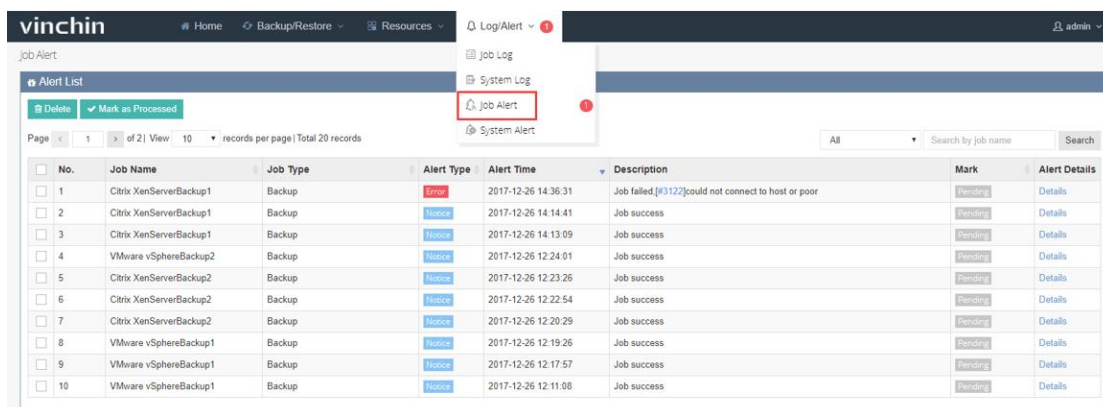 vinchin Home Backup/Restore Resources Log/Alert 1 admin
Job Alert
Job Log
System Log
Job Alert 1
System Alert
Alert List
Delete Mark as Processed
Page < 1 > of 2| View 10 records per page | Total 20 records All Search by job name Search
No. Job Name Job Type Alert Type Alert Time Description Mark Alert Details
1 Citrix XenServerBackup1 Backup Error 2017-12-26 14:36:31 Job failed,[#3122]could not connect to host or poor Pending Details
2 Citrix XenServerBackup1 Backup Notice 2017-12-26 14:14:41 Job success Pending Details
3 Citrix XenServerBackup1 Backup Notice 2017-12-26 14:13:09 Job success Pending Details
4 VMware vSphereBackup2 Backup Notice 2017-12-26 12:24:01 Job success Pending Details
5 Citrix XenServerBackup2 Backup Notice 2017-12-26 12:23:26 Job success Pending Details
6 Citrix XenServerBackup2 Backup Notice 2017-12-26 12:22:54 Job success Pending Details
7 Citrix XenServerBackup2 Backup Notice 2017-12-26 12:20:29 Job success Pending Details
8 VMware vSphereBackup1 Backup Notice 2017-12-26 12:19:26 Job success Pending Details
9 VMware vSphereBackup1 Backup Notice 2017-12-26 12:17:57 Job success Pending Details
10 VMware vSphereBackup1 Backup Notice 2017-12-26 12:11:08 Job success Pending Details